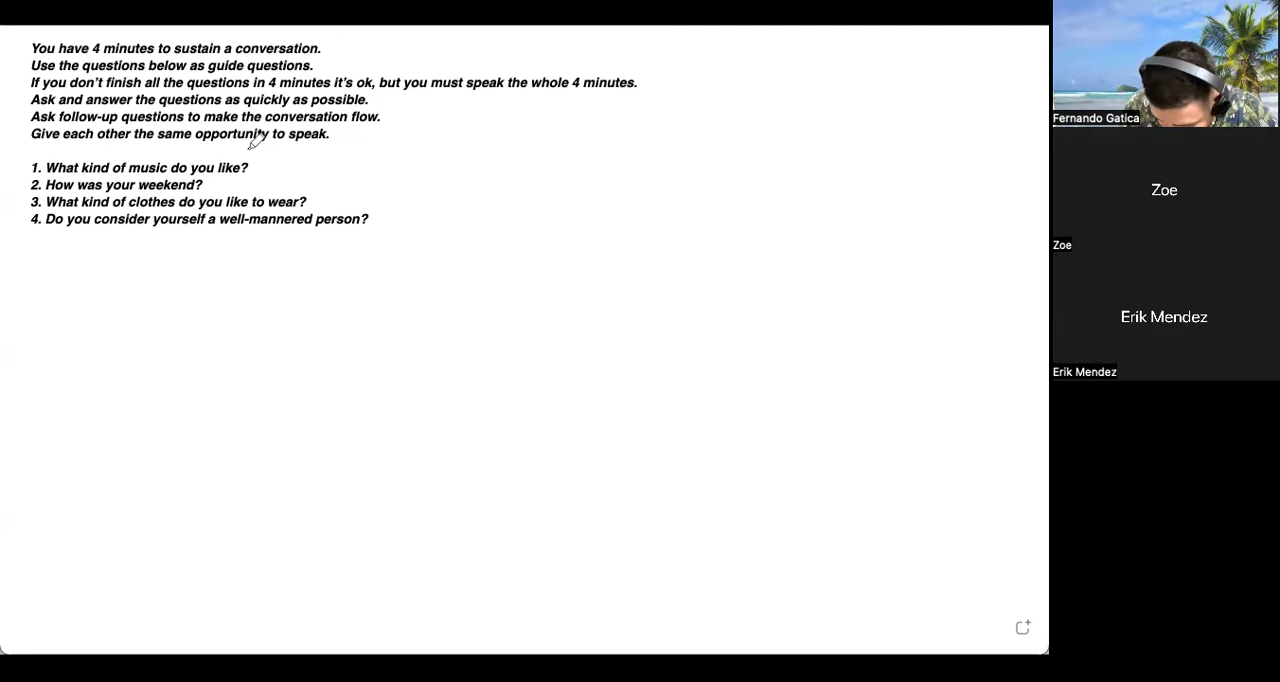 You have 4 minutes to sustain a conversation.
Use the questions below as guide questions.
If you don't finish all the questions in 4 minutes it's ok, but you must speak the whole 4 minutes.
Ask and answer the questions as quickly as possible.
Ask follow-up questions to make the conversation flow.
Give each other the same opportunity to speak.
1. What kind of music do you like?
2. How was your weekend?
3. What kind of clothes do you like to wear?
4. Do you consider yourself a well-mannered person?
Fernando Gatica
Zoe
Zoe
Erik Mendez
Erik Mendez